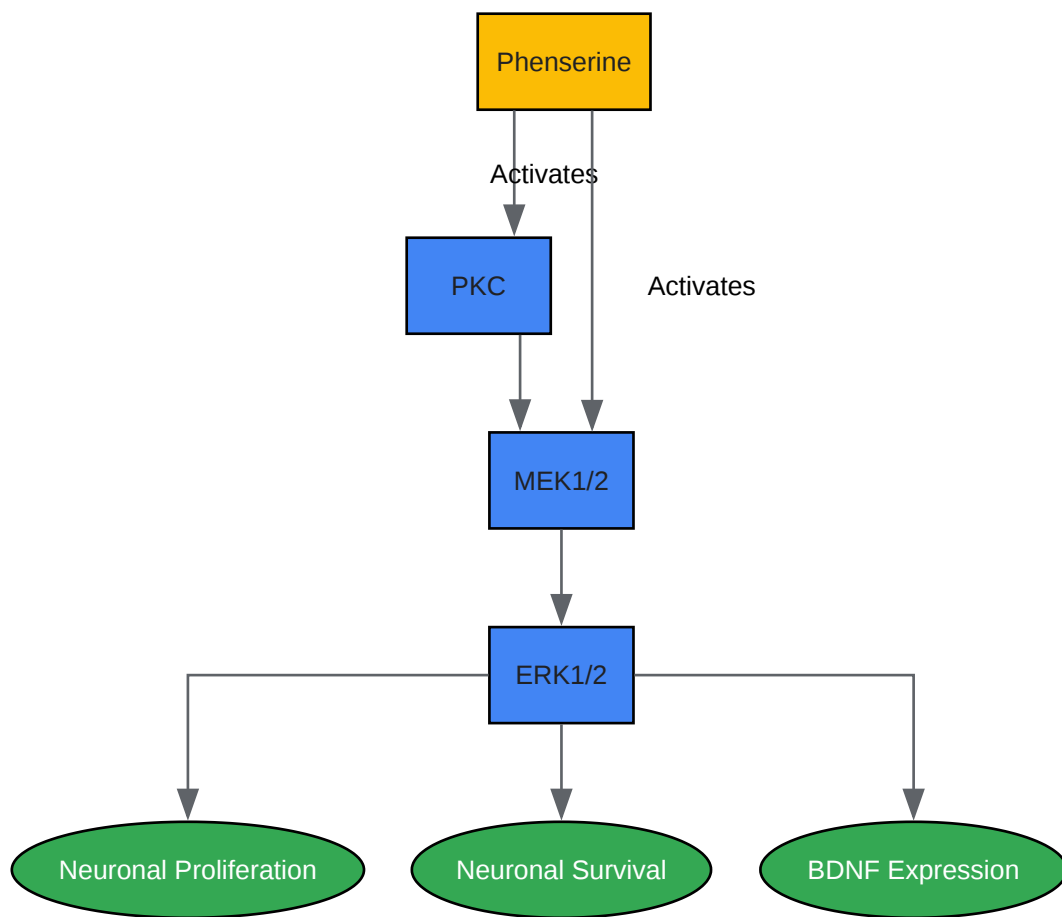 Phenserine
Activates
PKC
Activates
MEK1/2
ERK1/2
Neuronal Proliferation
Neuronal Survival
BDNF Expression